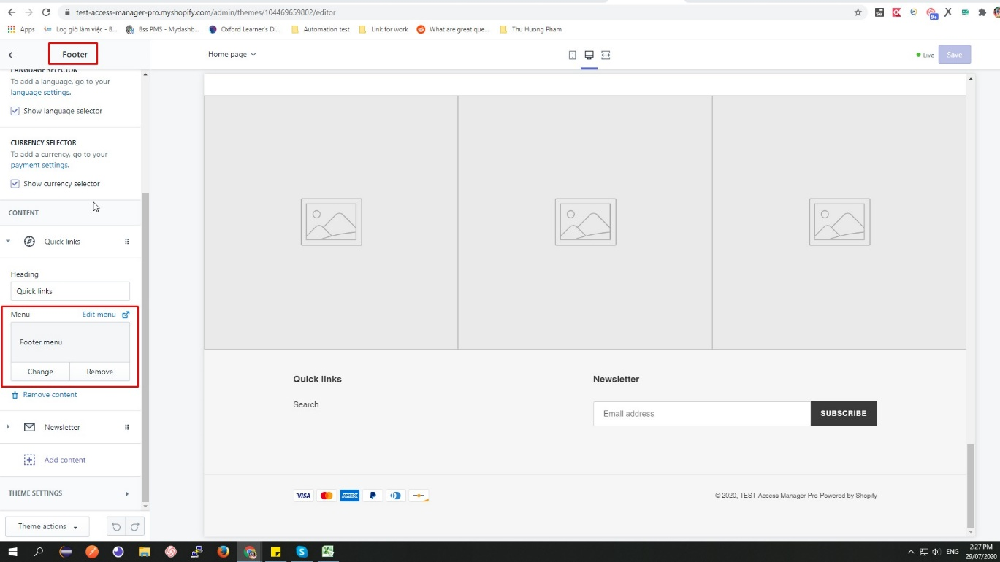 test-access-manager-pro.myshopify.com/admin/themes/104469659802/editor
9+
Apps
Log giờ làm việc - B...
Bss PMS - Mydashb...
Oxford Learner's Di...
Automation test
Link for work
What are great que...
Thu Huong Pham
Footer
Home page
Live
Save
LANGUAGE SELECTOR
To add a language, go to your
language settings.
Show language selector
CURRENCY SELECTOR
To add a currency, go to your
payment settings.
Show currency selector
CONTENT
Quick links
Heading
Quick links
Menu
Edit menu
Footer menu
Change
Remove
Remove content
Newsletter
Add content
THEME SETTINGS
Theme actions
Quick links
Search
Newsletter
Email address
SUBSCRIBE
VISA
AMEX
© 2020, TEST Access Manager Pro Powered by Shopify
ENG
2:27 PM
29/07/2020